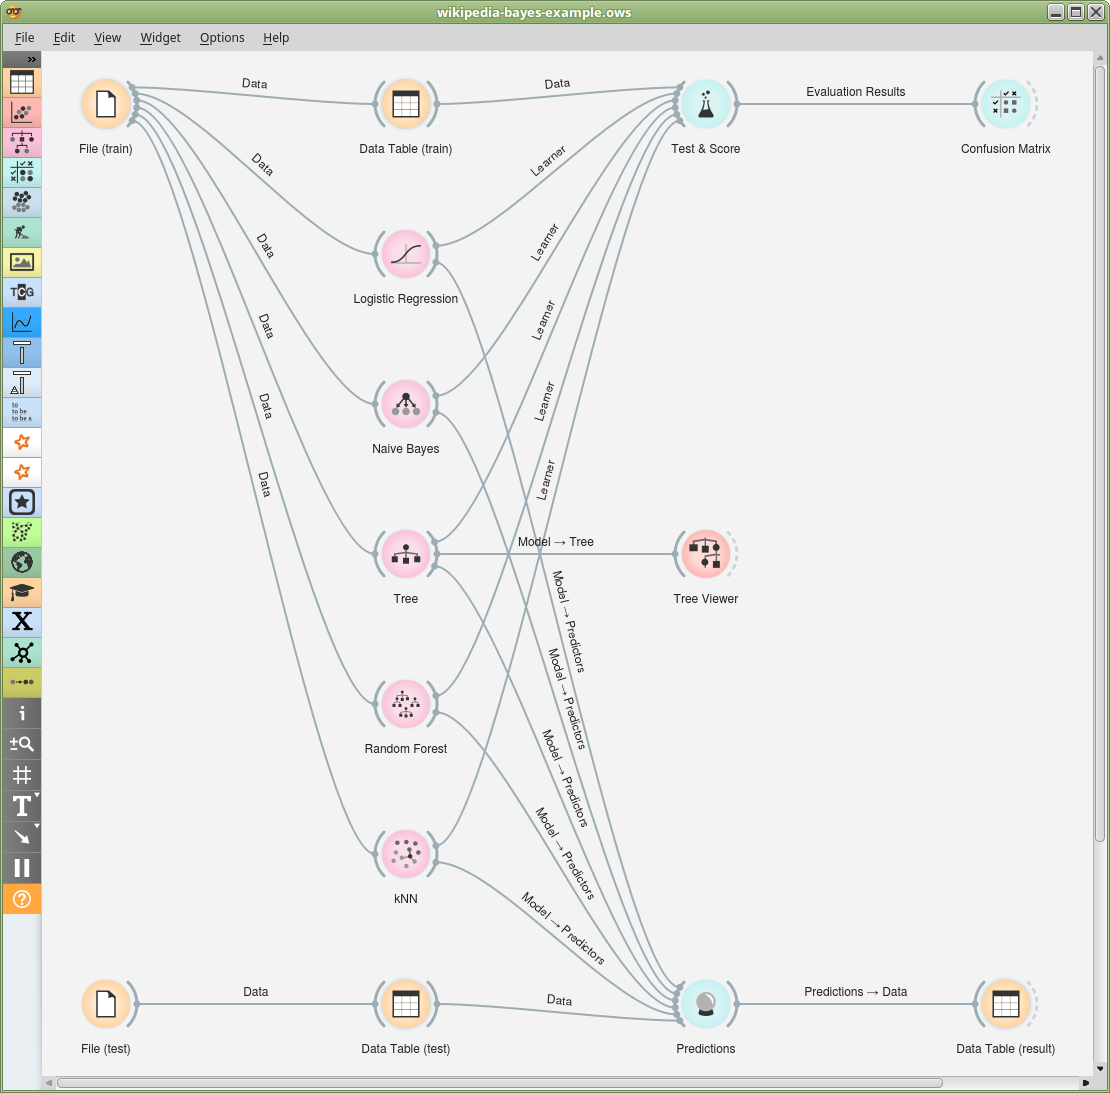 wikipedia-bayes-example.ows
File Edit View Widget Options Help
»
Data
Data
Evaluation Results
File (train)
Data Table (train)
Test & Score
Confusion Matrix
Data
Learner
Data
Learner
Logistic Regression
Data
Learner
Data
Learner
Naive Bayes
Data
Learner
Model → Tree
Tree
Tree Viewer
Model → Predictors
Model → Predictors
Random Forest
Model → Predictors
Model → Predictors
kNN
Model → Predictors
Data
Data
Predictions → Data
File (test)
Data Table (test)
Predictions
Data Table (result)
TCG
to
to be
to be a
X
i
T
?